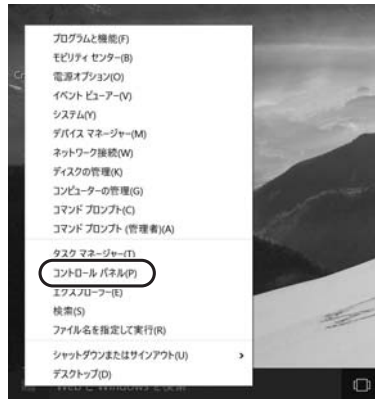 プログラムと機能(F)
モビリティ センター(B)
電源オプション(O)
イベント ビューアー(V)
システム(Y)
デバイス マネージャー(M)
ネットワーク接続(W)
ディスクの管理(K)
コンピューターの管理(G)
コマンド プロンプト(C)
コマンド プロンプト (管理者)(A)
タスク マネージャー(T)
コントロール パネル(P)
エクスプローラー(E)
検索(S)
ファイル名を指定して実行(R)
シャットダウンまたはサインアウト(U)
デスクトップ(D)
Web と Windows を検索